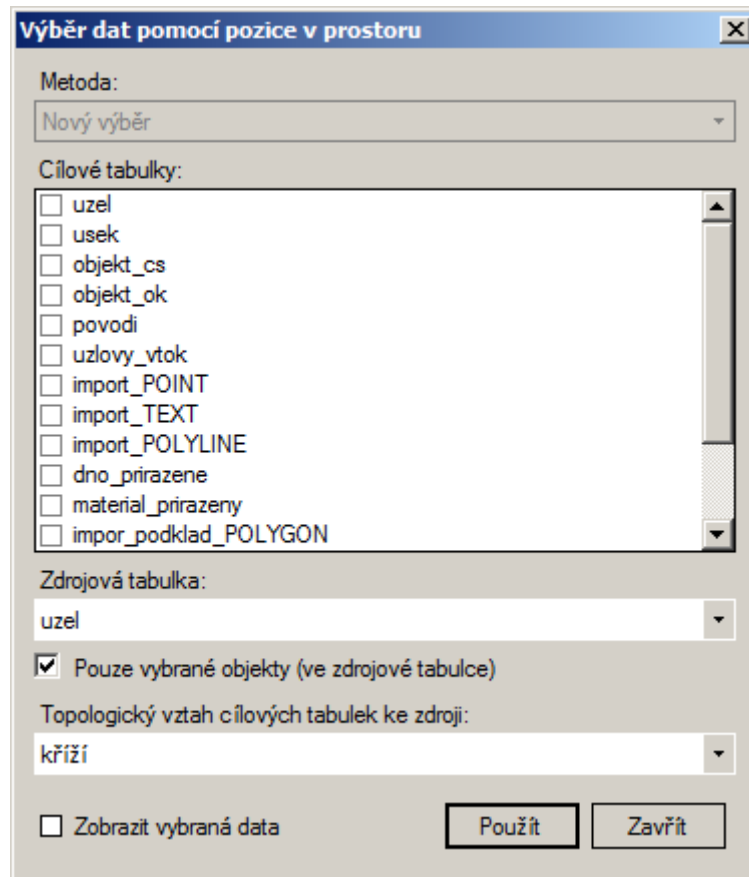 Výběr dat pomocí pozice v prostoru
Metoda:
Nový výběr
Cílové tabulky:
uzel
usek
objekt_cs
objekt_ok
povodi
uzlovy_vtok
import_POINT
import_TEXT
import_POLYLINE
dno_prirazene
material_prirazeny
impor_podklad_POLYGON
Zdrojová tabulka:
uzel
Pouze vybrané objekty (ve zdrojové tabulce)
Topologický vztah cílových tabulek ke zdroji:
kříží
Zobrazit vybraná data
Použít
Zavřít